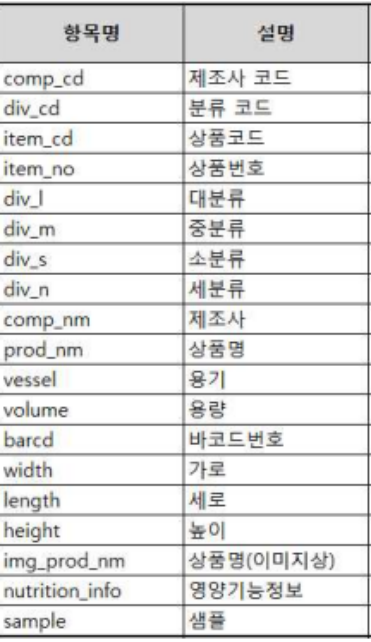 항목명 설명
comp_cd 제조사 코드
div_cd 분류 코드
item_cd 상품코드
item_no 상품번호
div_l 대분류
div_m 중분류
div_s 소분류
div_n 세분류
comp_nm 제조사
prod_nm 상품명
vessel 용기
volume 용량
barcd 바코드번호
width 가로
length 세로
height 높이
img_prod_nm 상품명(이미지상)
nutrition_info 영양기능정보
sample 샘플